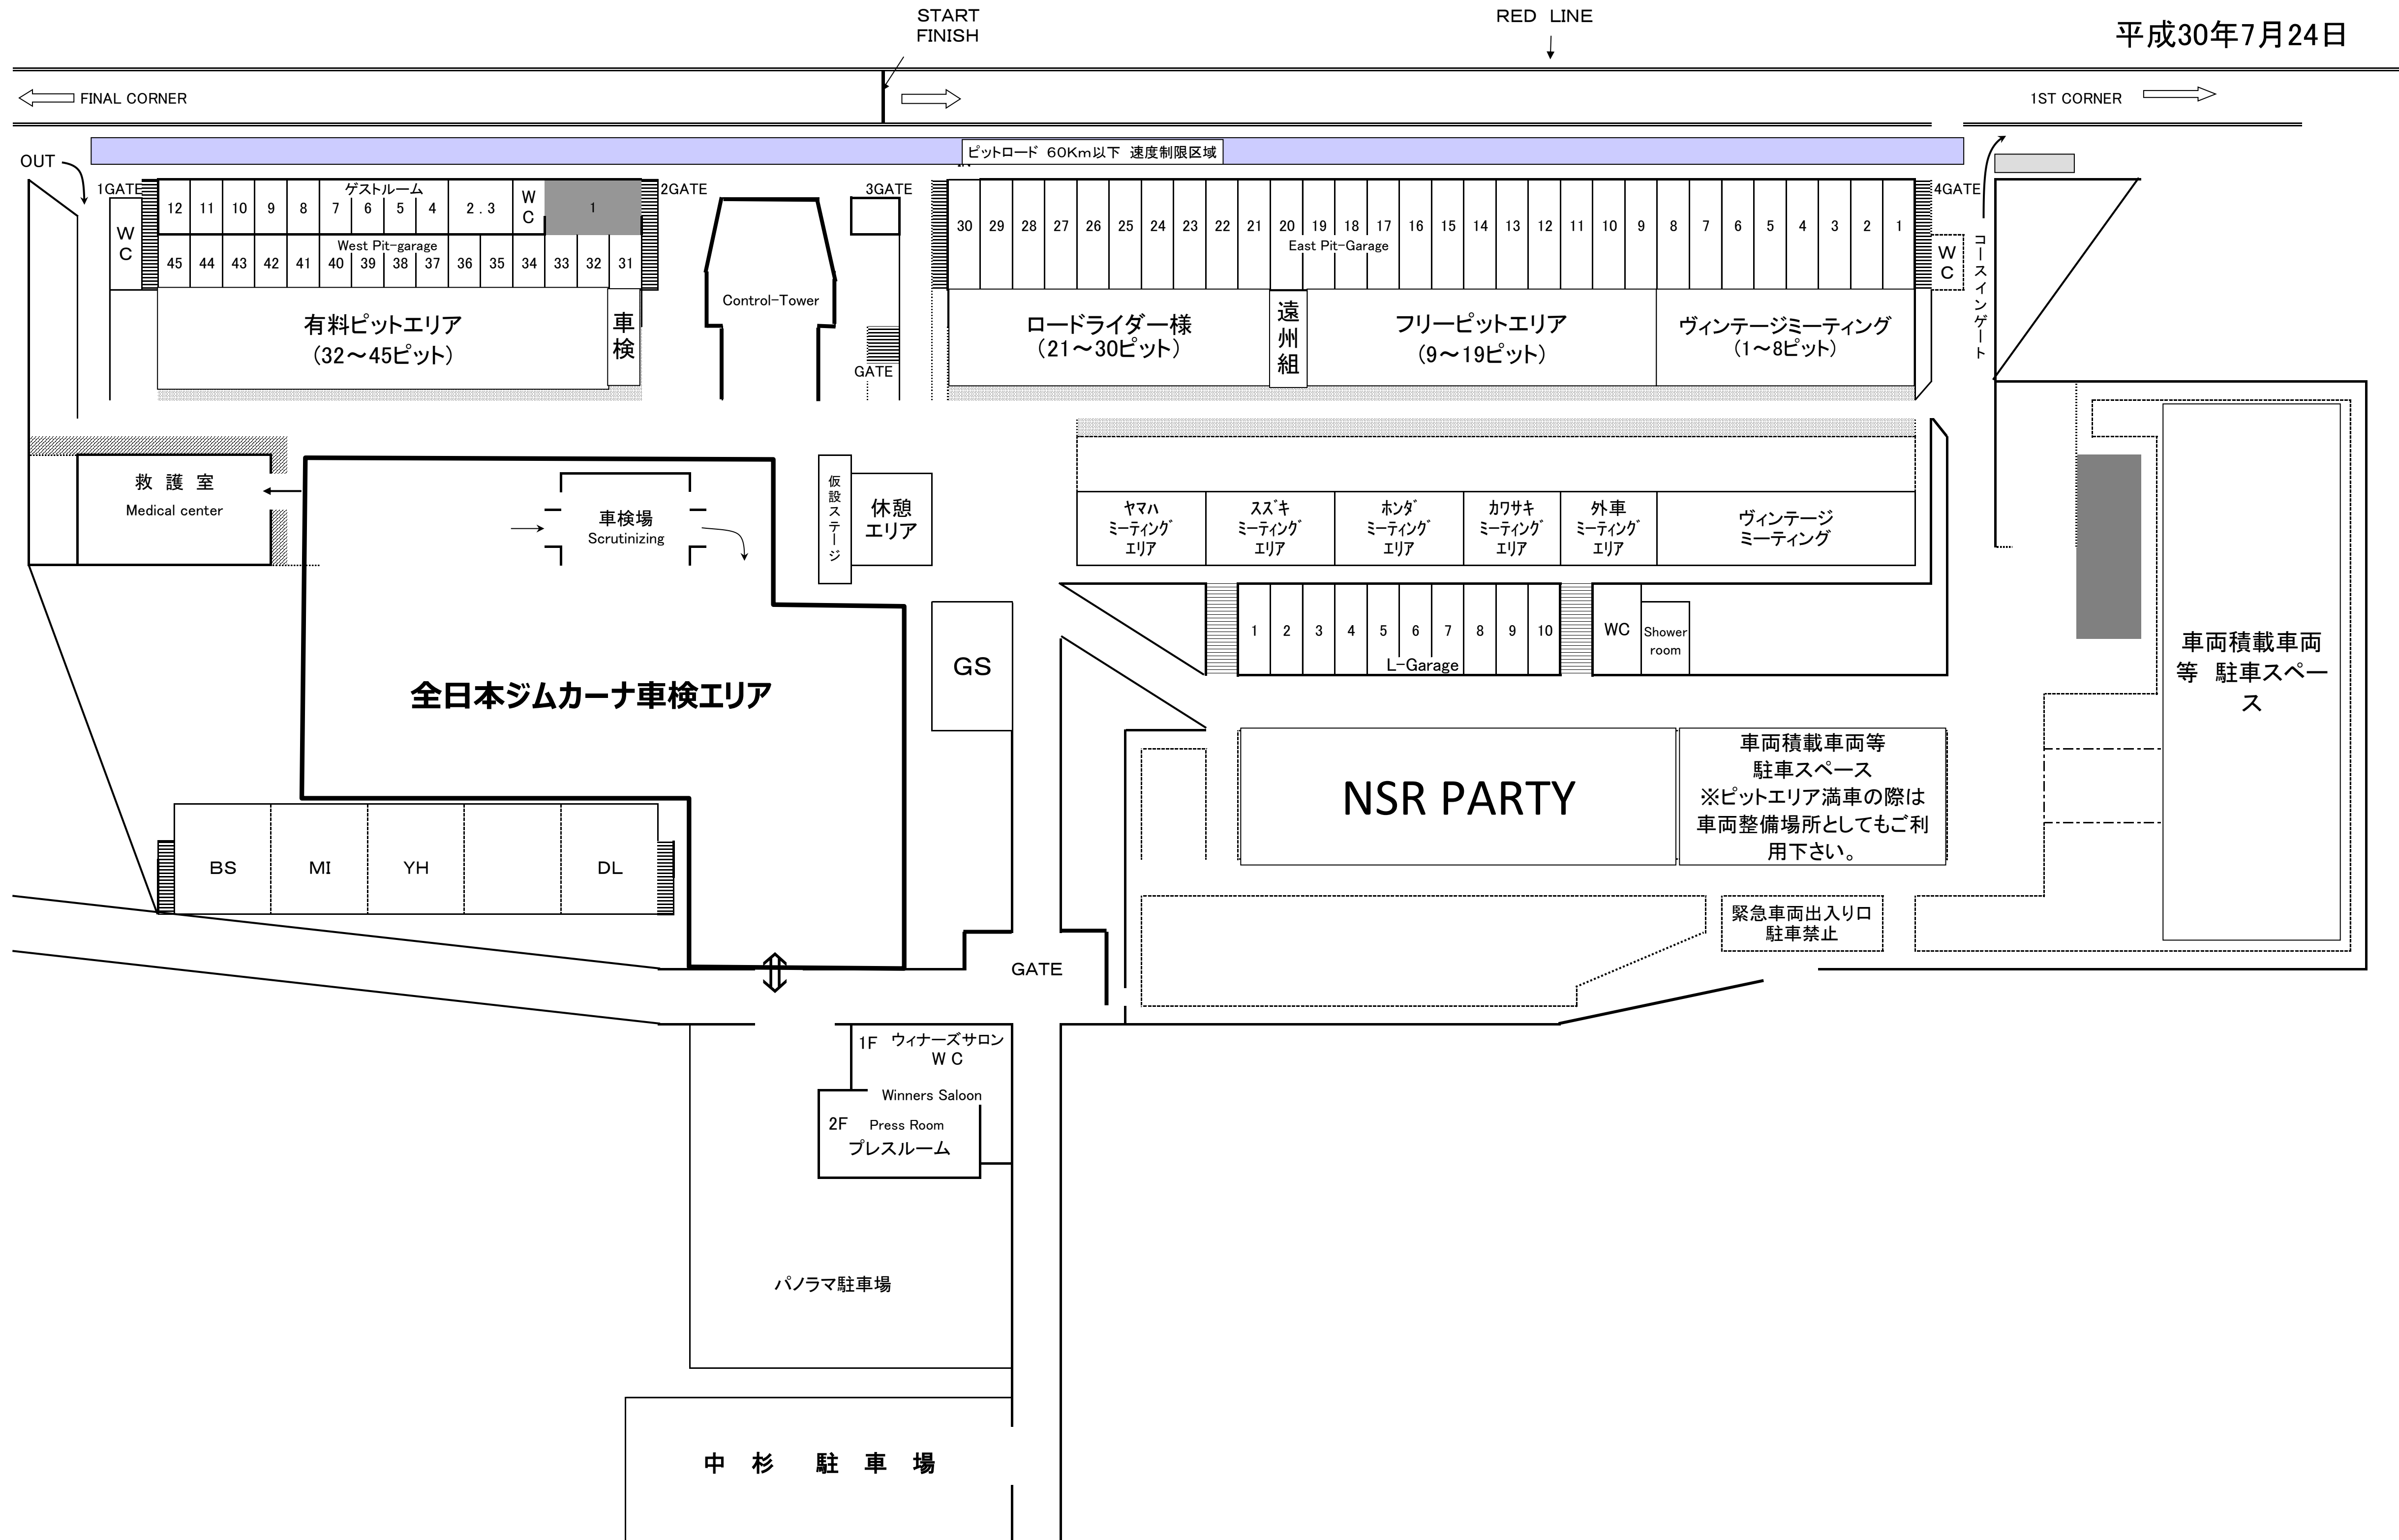 START
FINISH
RED LINE
平成30年7月24日
FINAL CORNER
1ST CORNER
ピットロード 60Km以下 速度制限区域
OUT
1GATE
2GATE
3GATE
4GATE
WC
12 11 10 9 8 7 6 5 4 2.3 WC 1
ゲストルーム
West Pit-garage
45 44 43 42 41 40 39 38 37 36 35 34 33 32 31
有料ピットエリア
(32～45ピット)
車検
Control-Tower
GATE
30 29 28 27 26 25 24 23 22 21 20 19 18 17 16 15 14 13 12 11 10 9 8 7 6 5 4 3 2 1
East Pit-Garage
ロードライダー様
(21～30ピット)
遠州組
フリーピットエリア
(9～19ピット)
ヴィンテージミーティング
(1～8ピット)
WC
コースインゲート
救 護 室
Medical center
車検場
Scrutinizing
仮設ステージ
休憩
エリア
ヤマハ
ミーティング
エリア
スズキ
ミーティング
エリア
ホンダ
ミーティング
エリア
カワサキ
ミーティング
エリア
外車
ミーティング
エリア
ヴィンテージ
ミーティング
1 2 3 4 5 6 7 8 9 10
L-Garage
WC
Shower
room
車両積載車両
等 駐車スペー
ス
全日本ジムカーナ車検エリア
GS
NSR PARTY
車両積載車両等
駐車スペース
※ピットエリア満車の際は
車両整備場所としてもご利
用下さい。
BS
MI
YH
DL
緊急車両出入り口
駐車禁止
GATE
1F ウィナーズサロン
W C
Winners Saloon
2F Press Room
プレスルーム
パノラマ駐車場
中 杉 駐 車 場